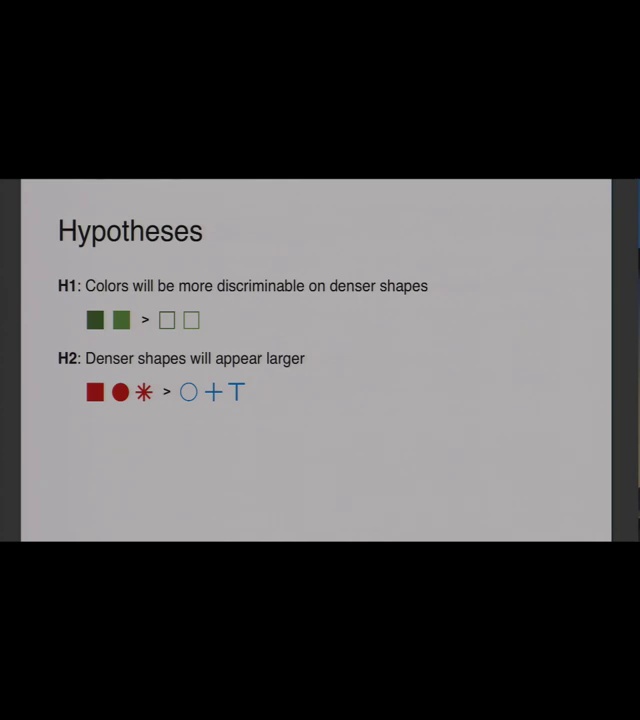 Hypotheses
H1: Colors will be more discriminable on denser shapes
>
H2: Denser shapes will appear larger
>